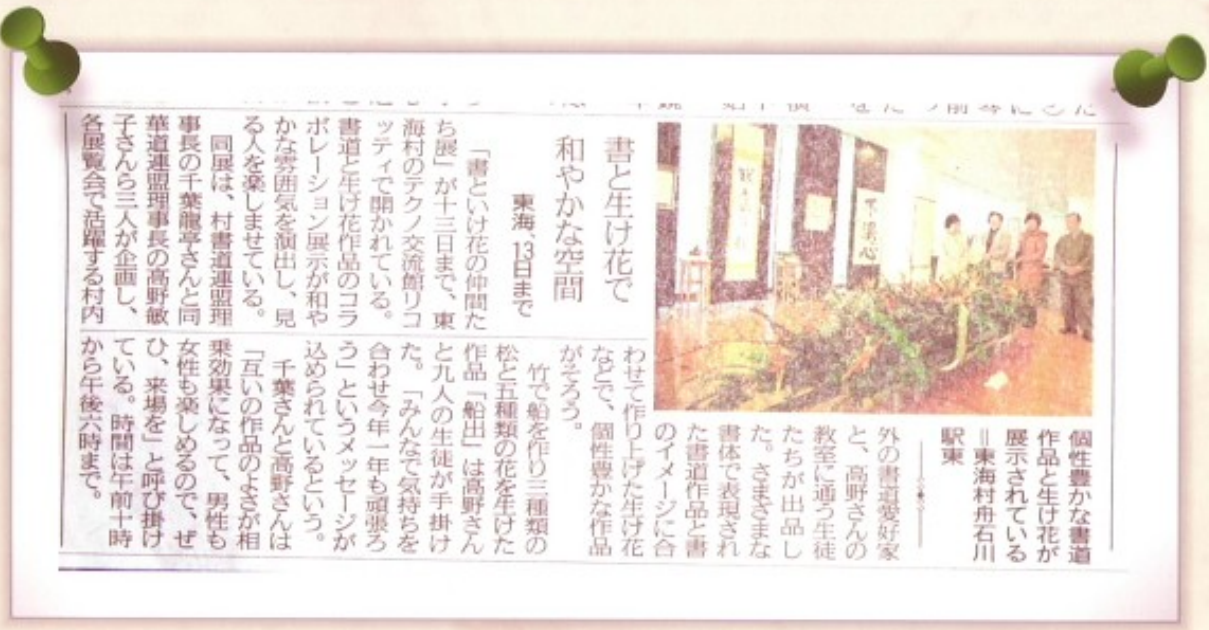 書と生け花で
和やかな空間
東海、13日まで
「書といけ花の仲間た
ち展」が十三日まで、東
海村のテクノ交流館リコ
ッティで開かれている。
書道と生け花作品のコラ
ボレーション展示が和や
かな雰囲気を演出し、見
る人を楽しませている。
同展は、村書道連盟理
事長の千葉龍亭さんと同
華道連盟理事長の高野敏
子さんら三人が企画し、
各展覧会で活躍する村内
外の書道愛好家
と、高野さんの
教室に通う生徒
たちが出品し
た。さまざまな
書体で表現され
た書道作品と書
のイメージに合
わせて作り上げた生け花
などで、個性豊かな作品
がそろう。
竹で船を作り三種類の
松と五種類の花を生けた
作品「船出」は高野さん
と九人の生徒が手掛け
た。「みんなで気持ちを
合わせ今年一年も頑張ろ
う」というメッセージが
込められているという。
千葉さんと高野さんは
「互いの作品のよさが相
乗効果になって、男性も
女性も楽しめるので、ぜ
ひ、来場を」と呼び掛け
ている。時間は午前十時
から午後六時まで。
個性豊かな書道
作品と生け花が
展示されている
＝東海村舟石川
駅東